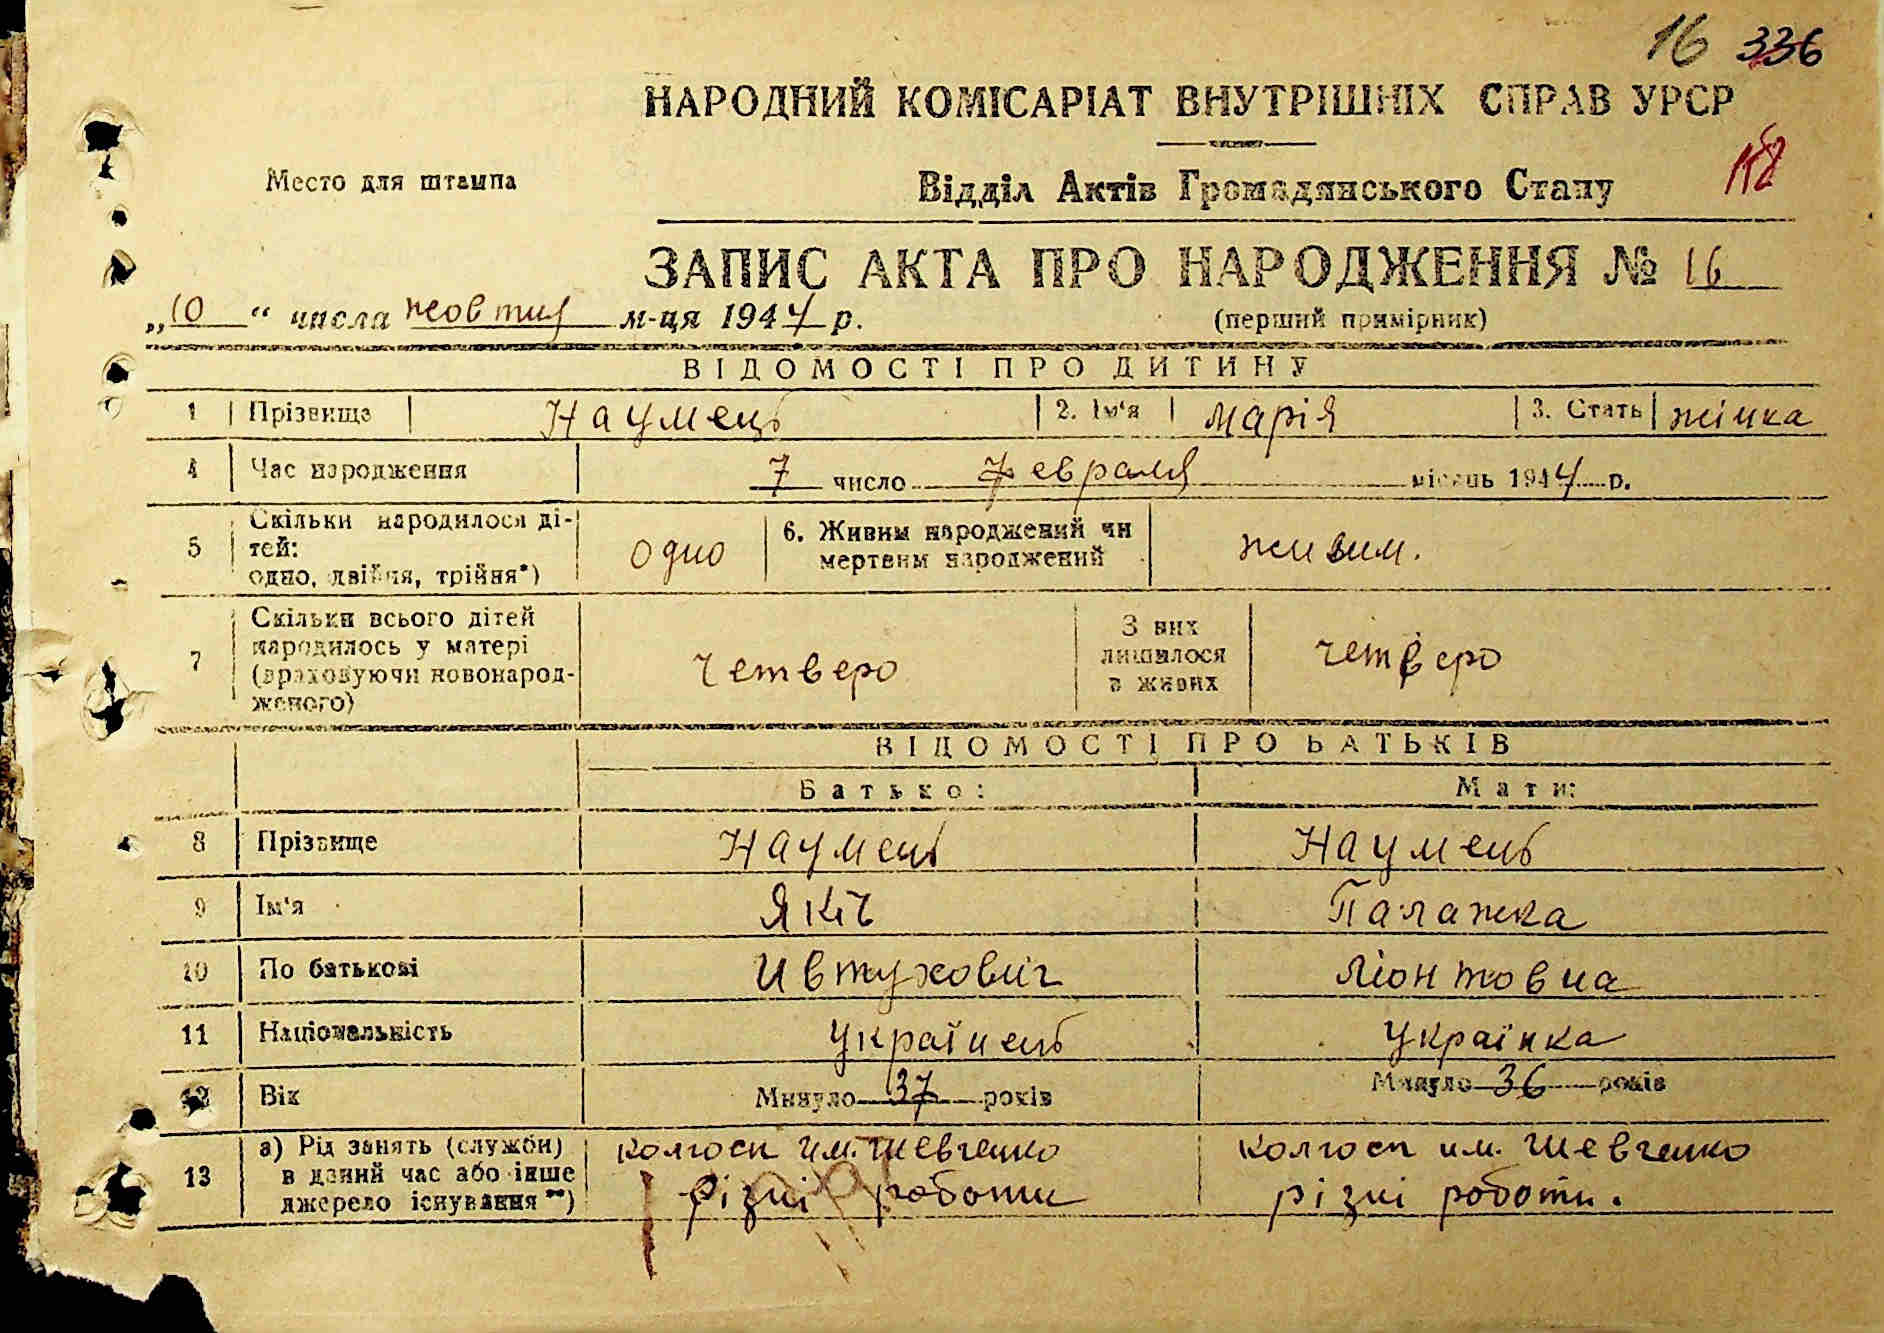 16 336
НАРОДНИЙ КОМІСАРІАТ ВНУТРІШНІХ СПРАВ УРСР
Место для штампа
Відділ Актів Громадянського Стану
ЗАПИС АКТА ПРО НАРОДЖЕННЯ № 16
„10“ числа жовтня м-ця 1944 р. (перший примірник)
ВІДОМОСТІ ПРО ДИТИНУ
1 Прізвище Наумець 2. Ім'я Марія 3. Стать жінка
4 Час народження 7 число февраля місяць 1944 р.
5 Скільки народилося ді-
тей:
одно, двійня, трійня*) одно 6. Живим народжений чи
мертвим народжений живим.
7 Скільки всього дітей
народилось у матері
(враховуючи новонарод-
женого) четверо З них
лишилося
в живих четверо
ВІДОМОСТІ ПРО БАТЬКІВ
Батько: Мати:
8 Прізвище Наумець Наумець
9 Ім'я Яків Палажка
10 По батькові Ивтухович Ліонтовна
11 Національність Українець Українка
12 Вік Минуло 37 років Минуло 36 років
13 а) Рід занять (служби)
в даний час або інше
джерело існування **) колгосп им. Шевченко
різні роботи колгосп им. Шевченко
різні роботи.